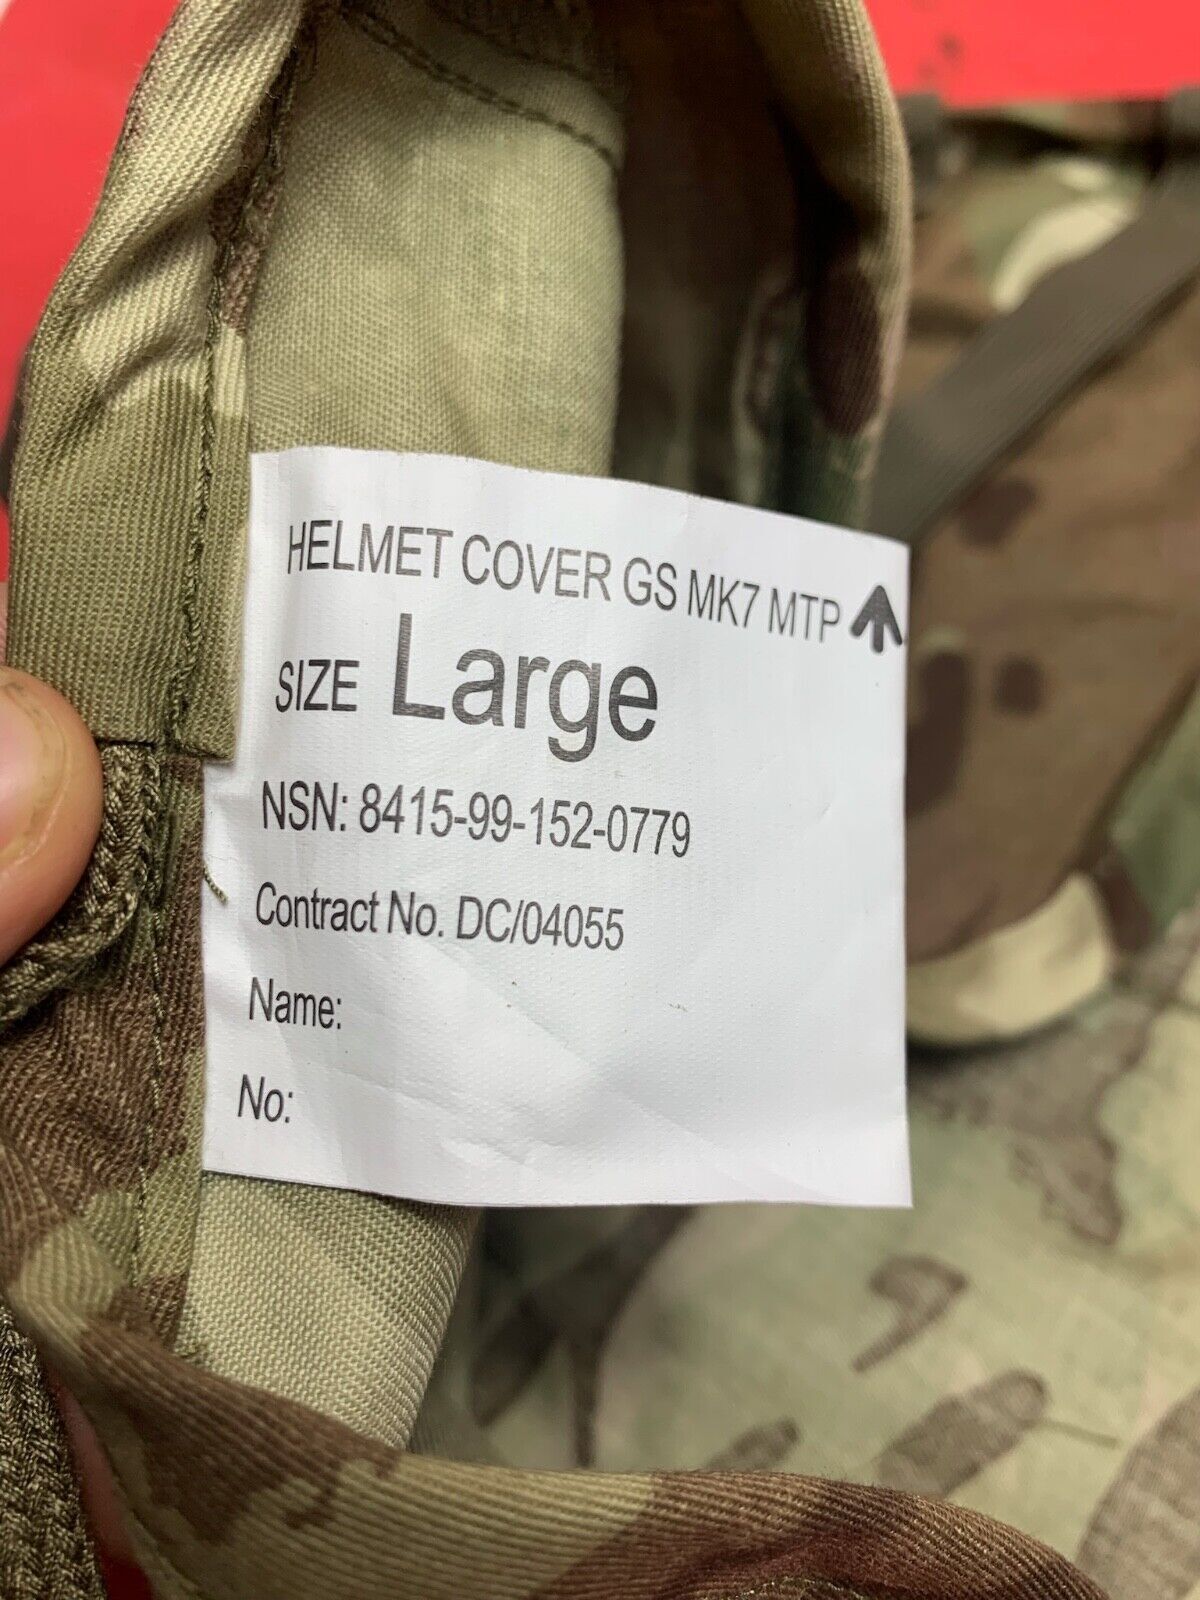 HELMET COVER GS MK7 MTP
SIZE Large
NSN: 8415-99-152-0779
Contract No. DC/04055
Name:
No: